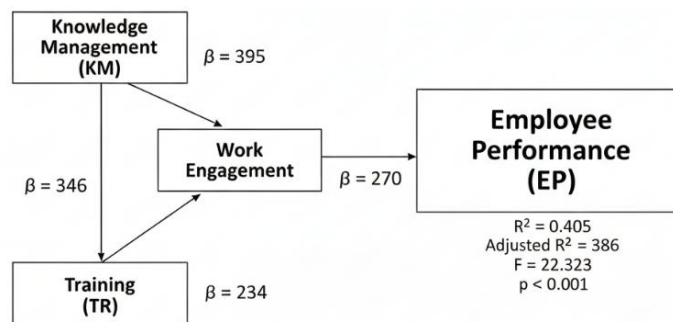 Knowledge
Management
(KM)
β = 395
Work
Engagement
β = 346
β = 270
Employee
Performance
(EP)
R² = 0.405
Adjusted R² = 386
F = 22.323
p < 0.001
Training
(TR)
β = 234